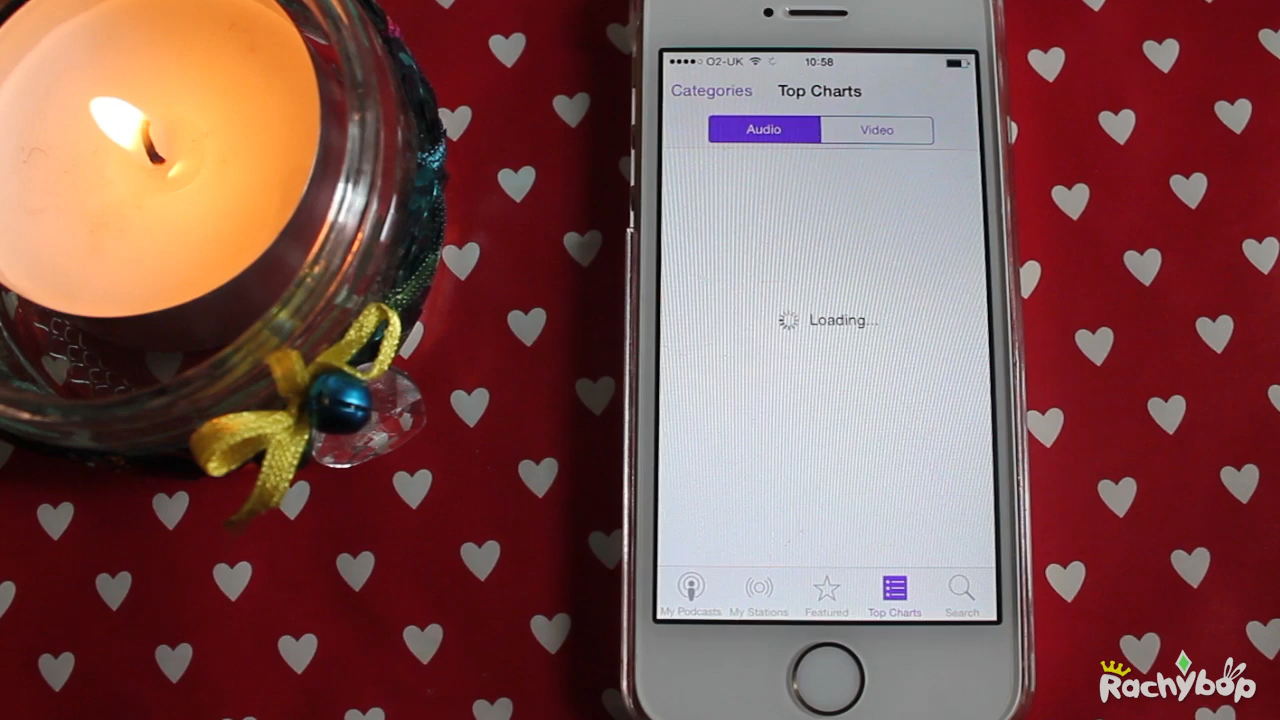 O2-UK 10:58
Categories Top Charts
Audio Video
Loading...
My Podcasts My Stations Featured Top Charts Search
Rachybop